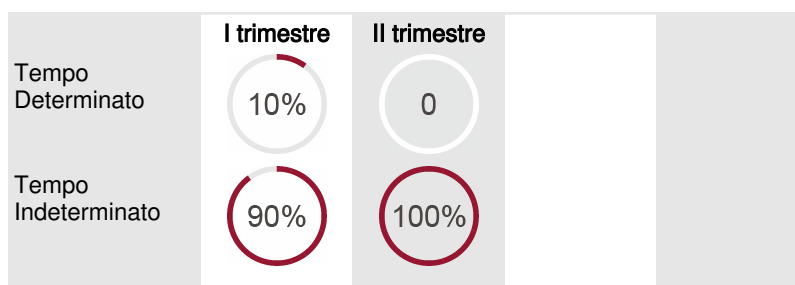 I trimestre II trimestre
Tempo
Determinato
10% 0
Tempo
Indeterminato
90% 100%